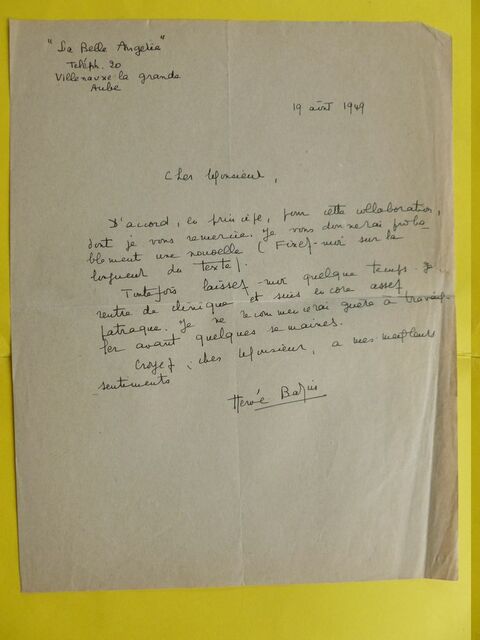 "La Belle Angerie"
Téléph. 20
Villenauxe la grande
Aube
19 août 1949
Cher Monsieur,
D'accord, en principe, pour cette collaboration,
dont je vous remercie. Je vous donnerai proba
blement une nouvelle (Fixez-moi sur la
longueur du texte).
Toutefois laissez-moi quelque temps. Je
rentre de clinique et suis encore assez
patraque. Je ne recommencerai guère à travail-
ler avant quelques semaines.
Croyez, cher Monsieur, à mes meilleurs
sentiments
Hervé Bazin